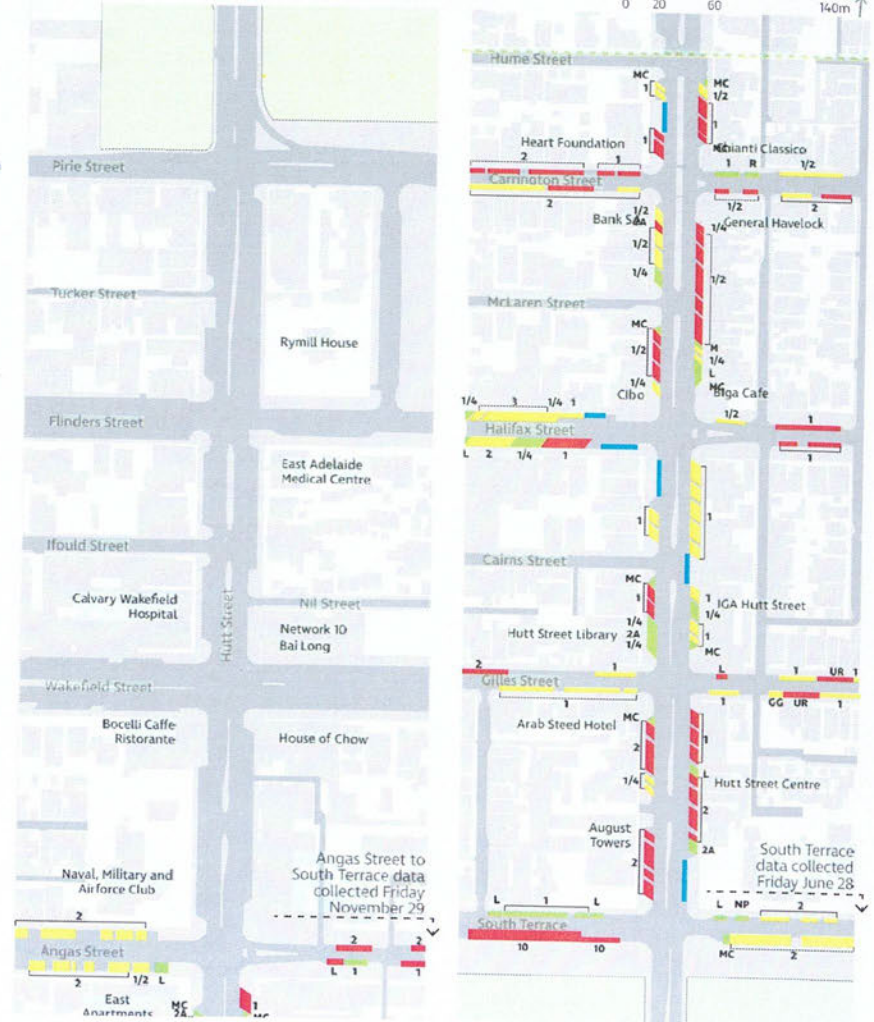 Pirie Street
Tucker Street
Rymill House
Flinders Street
East Adelaide
Medical Centre
Ifould Street
Calvary Wakefield
Hospital
Hutt Street
Nil Street
Network 10
Bai Long
Wakefield Street
Bocelli Caffe
Ristorante
House of Chow
Naval, Military and
Airforce Club
Angas Street to
South Terrace data
collected Friday
November 29
2
Angas Street
2 1/2 L
2 2
L 1 1
East
Apartments
MC
2A
1
MC
0 20 60 140m
Hume Street
MC
1
MC
1/2
1
Heart Foundation
1
Chianti Classico
2 1
1 R 1/2
Carrington Street
2
1/2 2
1/2
Bank SA
2A
1/2
1/4
1/4
General Havelock
1/2
McLaren Street
MC
1/2
1/4
Cibo
M
1/4
L
MC
Biga Cafe
1/4 3 1/4 1
1/2 1
Halifax Street
L 2 1/4 1
1
1
1
Cairns Street
MC
1
1/4
2A
1/4
Hutt Street Library
1
1/4
IGA Hutt Street
1
MC
2 1
L 1 UR 1
Gilles Street
1
1 GG UR 1
Arab Steed Hotel
MC
2
1/4
1
L
Hutt Street Centre
2
2A
August
Towers
2
South Terrace
data collected
Friday June 28
L 1 L
L NP 2
South Terrace
10 10
MC 2